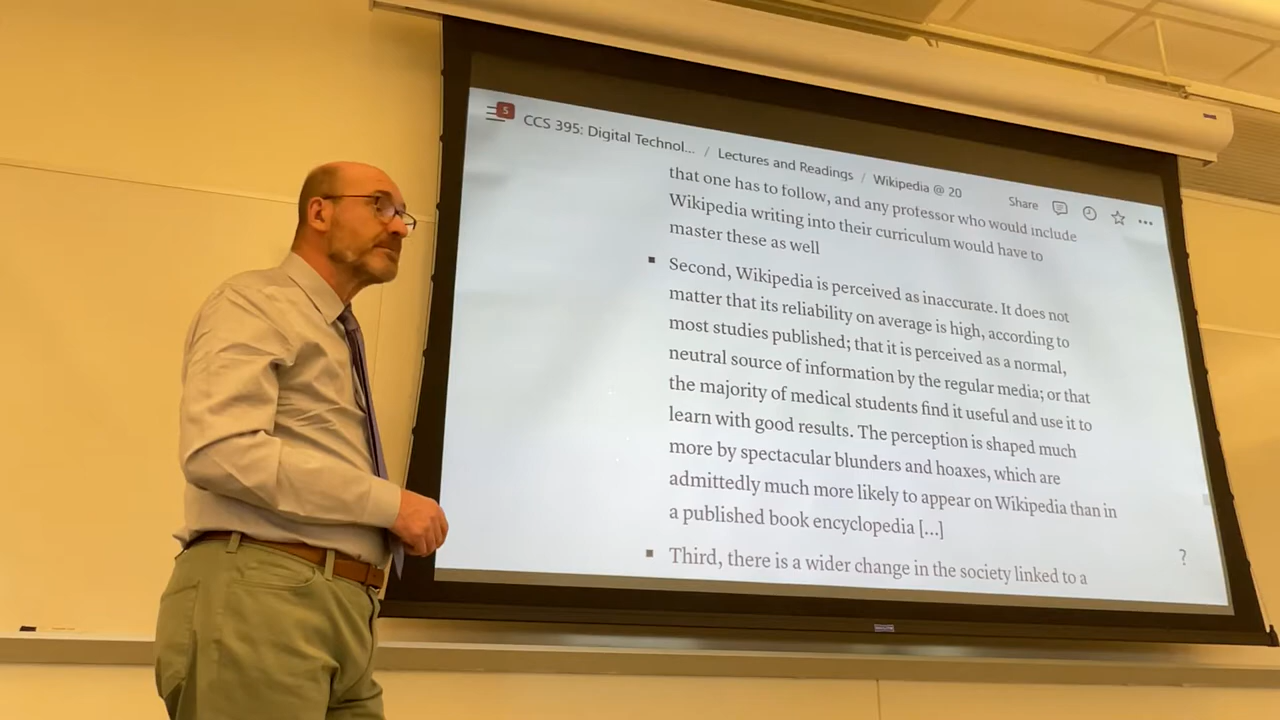 S
CCS 395: Digital Technol... / Lectures and Readings / Wikipedia @ 20
Share
that one has to follow, and any professor who would include
Wikipedia writing into their curriculum would have to
master these as well
Second, Wikipedia is perceived as inaccurate. It does not
matter that its reliability on average is high, according to
most studies published; that it is perceived as a normal,
neutral source of information by the regular media; or that
the majority of medical students find it useful and use it to
learn with good results. The perception is shaped much
more by spectacular blunders and hoaxes, which are
admittedly much more likely to appear on Wikipedia than in
a published book encyclopedia [...]
Third, there is a wider change in the society linked to a
?